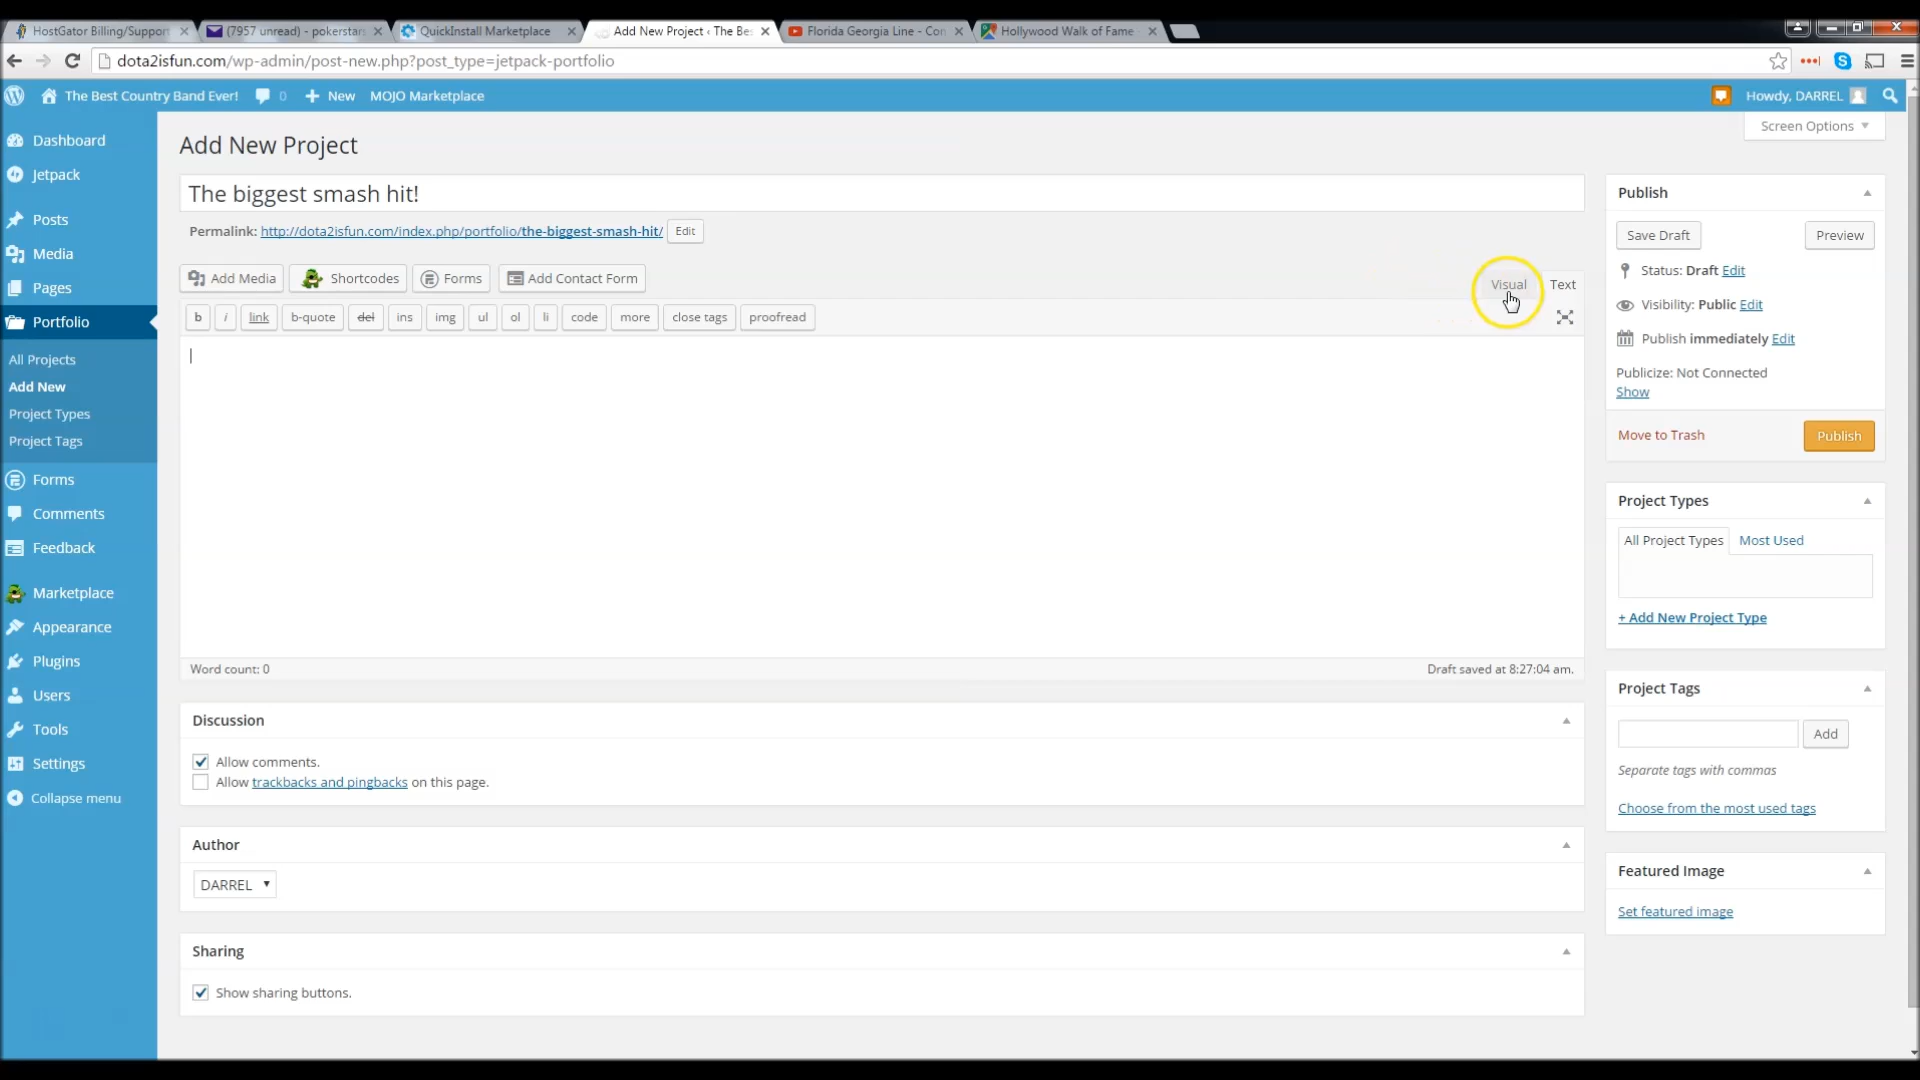 HostGator Billing/Support
(7957 unread) - pokerstars
QuickInstall Marketplace
Add New Project ‹ The Be
Florida Georgia Line - Con
Hollywood Walk of Fame
dota2isfun.com/wp-admin/post-new.php?post_type=jetpack-portfolio
The Best Country Band Ever!
0
New
MOJO Marketplace
Howdy, DARREL
Screen Options
Dashboard
Jetpack
Posts
Media
Pages
Portfolio
All Projects
Add New
Project Types
Project Tags
Forms
Comments
Feedback
Marketplace
Appearance
Plugins
Users
Tools
Settings
Collapse menu
Add New Project
The biggest smash hit!
Permalink: http://dota2isfun.com/index.php/portfolio/the-biggest-smash-hit/ Edit
Add Media
Shortcodes
Forms
Add Contact Form
Visual
Text
b
i
link
b-quote
del
ins
img
ul
ol
li
code
more
close tags
proofread
Word count: 0
Draft saved at 8:27:04 am.
Discussion
Allow comments.
Allow trackbacks and pingbacks on this page.
Author
DARREL
Sharing
Show sharing buttons.
Publish
Save Draft
Preview
Status: Draft Edit
Visibility: Public Edit
Publish immediately Edit
Publicize: Not Connected
Show
Move to Trash
Publish
Project Types
All Project Types
Most Used
+ Add New Project Type
Project Tags
Add
Separate tags with commas
Choose from the most used tags
Featured Image
Set featured image